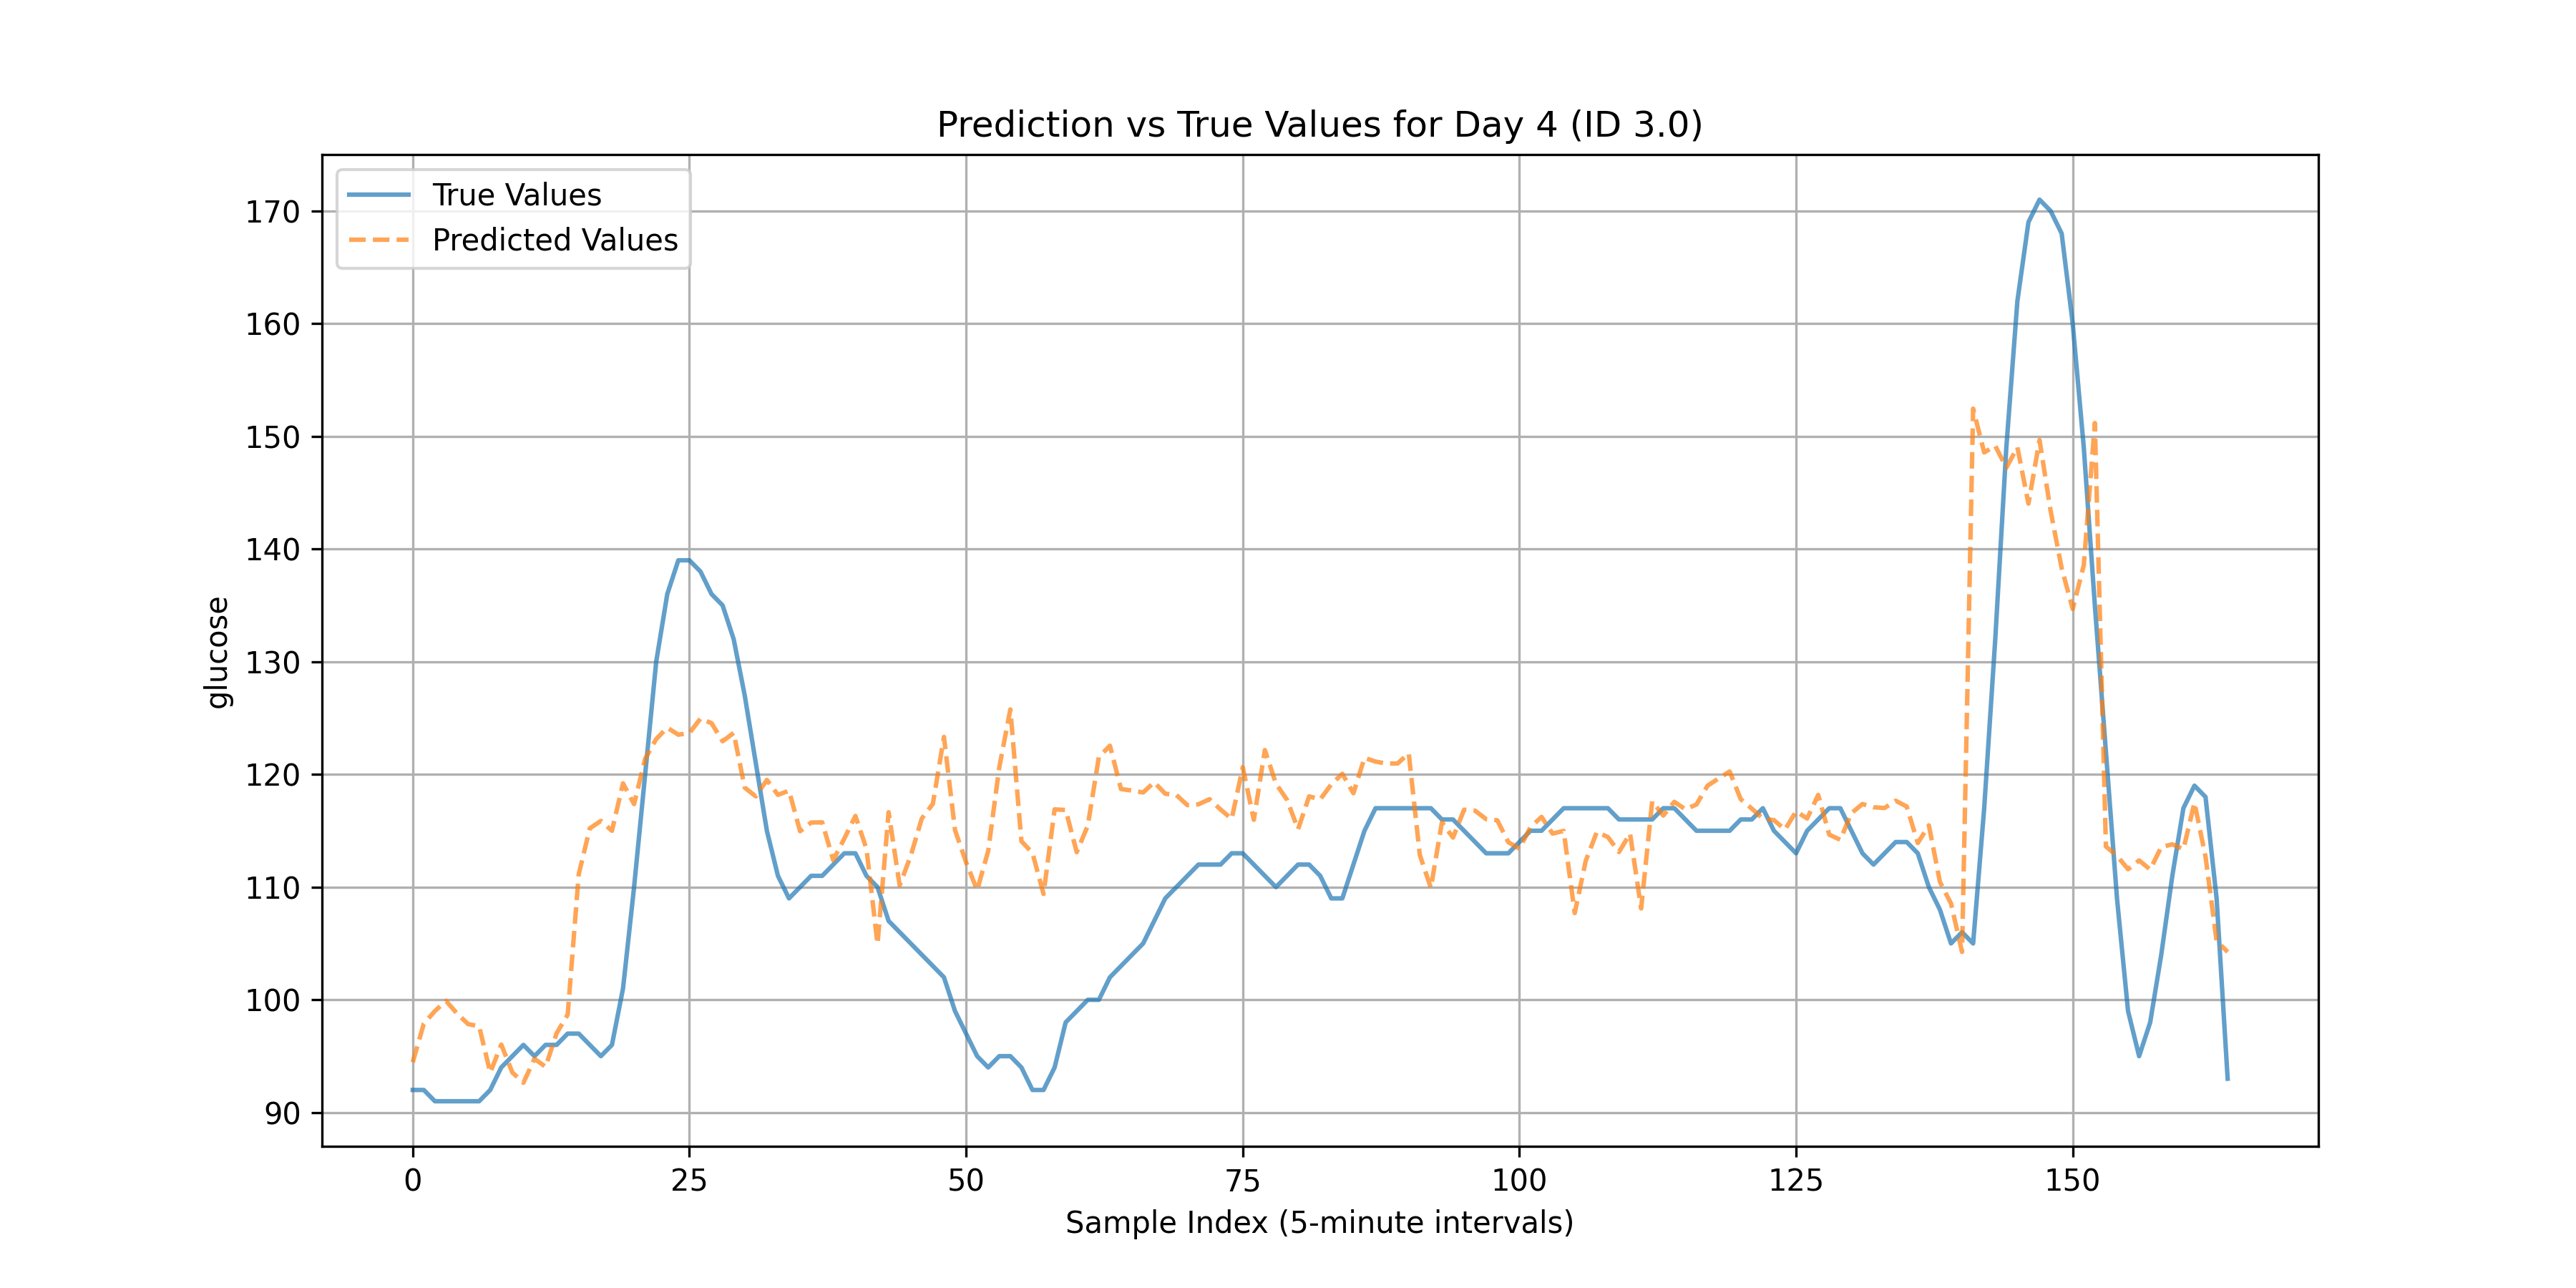 Prediction vs True Values for Day 4 (ID 3.0)
True Values
Predicted Values
170
160
150
140
130
120
110
100
90
glucose
0 25 50 75 100 125 150
Sample Index (5-minute intervals)